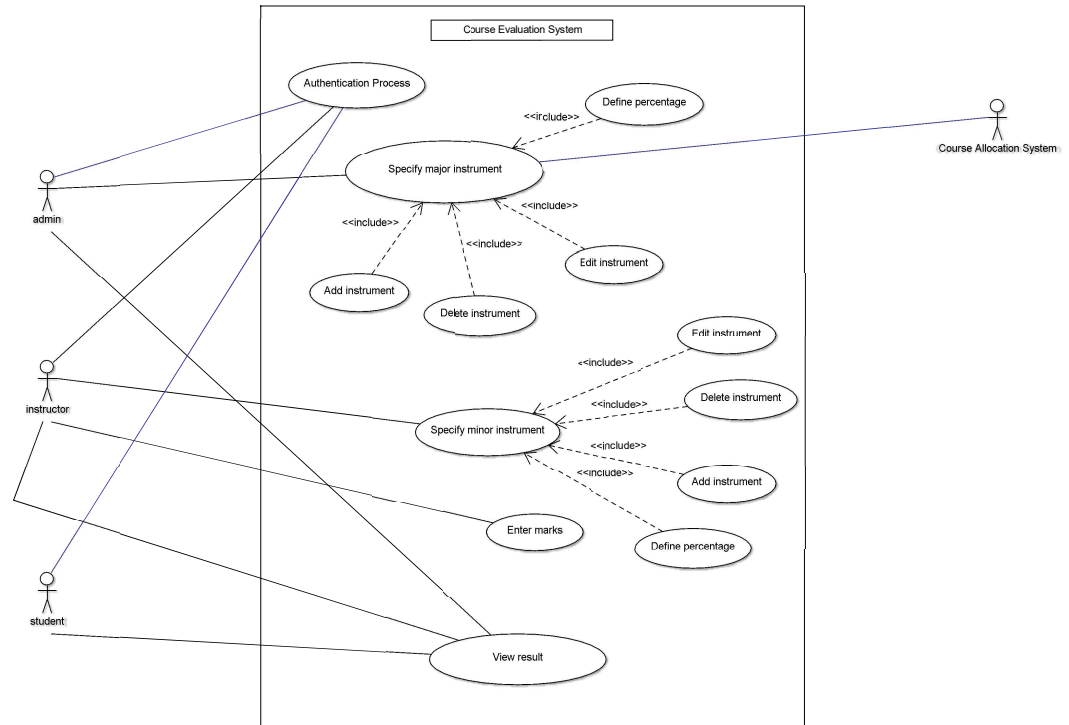 Course Evaluation System
Authentication Process
Define percentage
<<include>>
Course Allocation System
Specify major instrument
admin
<<include>>
<<include>>
<<include>>
Edit instrument
Add instrument
Delete instrument
Edit instrument
<<include>>
instructor
Delete instrument
<<include>>
Specify minor instrument
<<include>>
<<include>>
Add instrument
Enter marks
Define percentage
student
View result